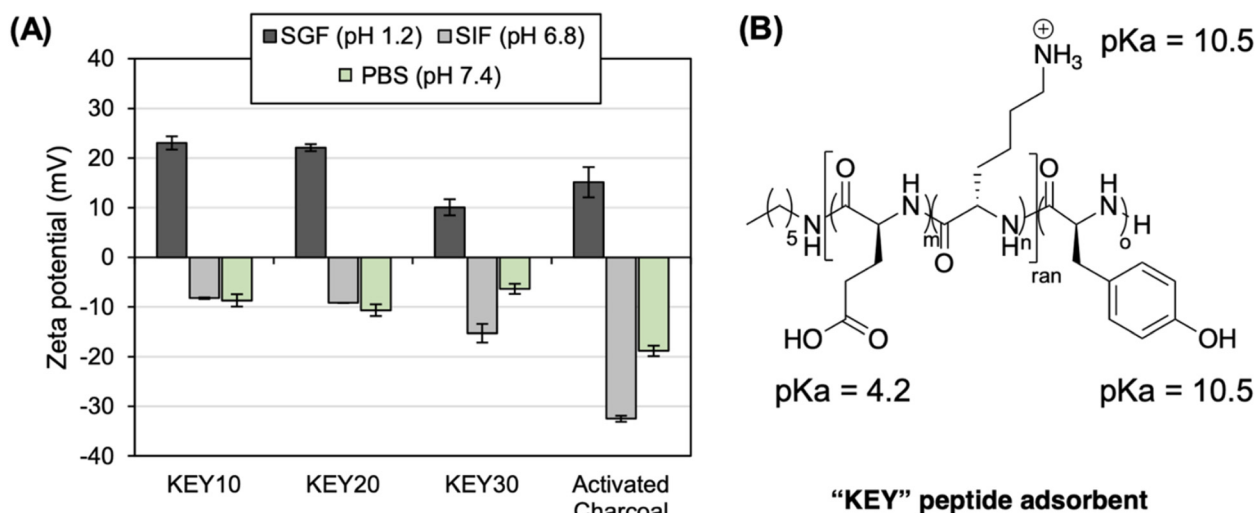 (A)
SGF (pH 1.2) SIF (pH 6.8)
PBS (pH 7.4)
Zeta potential (mV)
40
30
20
10
0
-10
-20
-30
-40
KEY10 KEY20 KEY30 Activated
Charcoal
(B)
+
NH3 pKa = 10.5
O H O H
N N
( )5 N H m O N H n ran o H
HO O OH
pKa = 4.2 pKa = 10.5
“KEY” peptide adsorbent